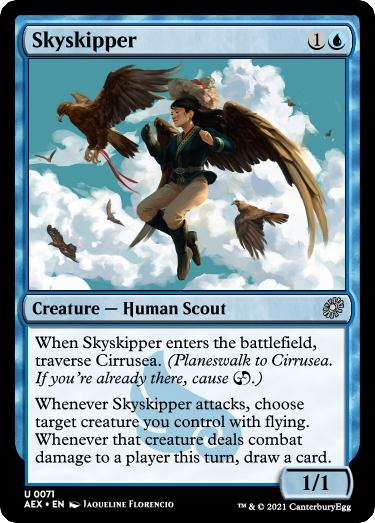 Skyskipper 1
Creature — Human Scout
When Skyskipper enters the battlefield,
traverse Cirrusea. (Planeswalk to Cirrusea.
If you're already there, cause .)
Whenever Skyskipper attacks, choose
target creature you control with flying.
Whenever that creature deals combat
damage to a player this turn, draw a card.
1/1
U 0071
AEX • EN Jaqueline Florencio
™ & © 2021 CanterburyEgg